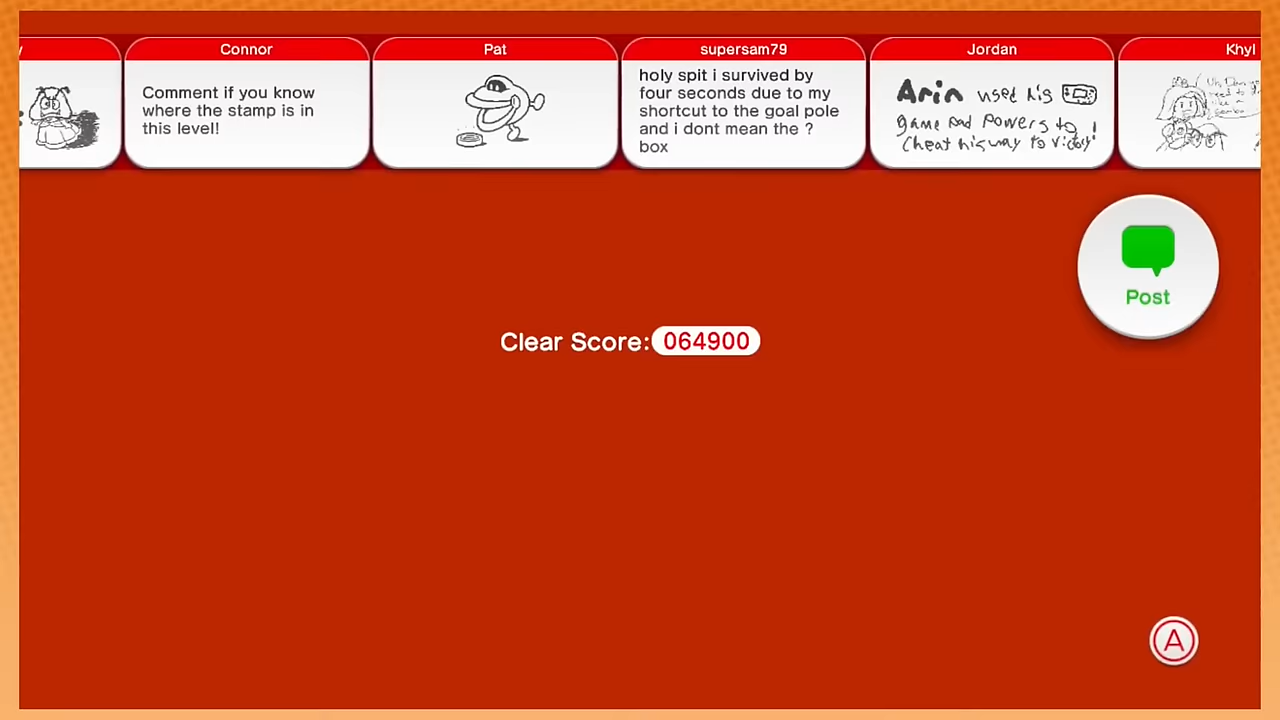 Connor
Comment if you know
where the stamp is in
this level!
Pat
supersam79
holy spit i survived by
four seconds due to my
shortcut to the goal pole
and i dont mean the ?
box
Jordan
Arin used his
game pad powers to
cheat his way to victory!
Khyl
Post
Clear Score: 064900
A